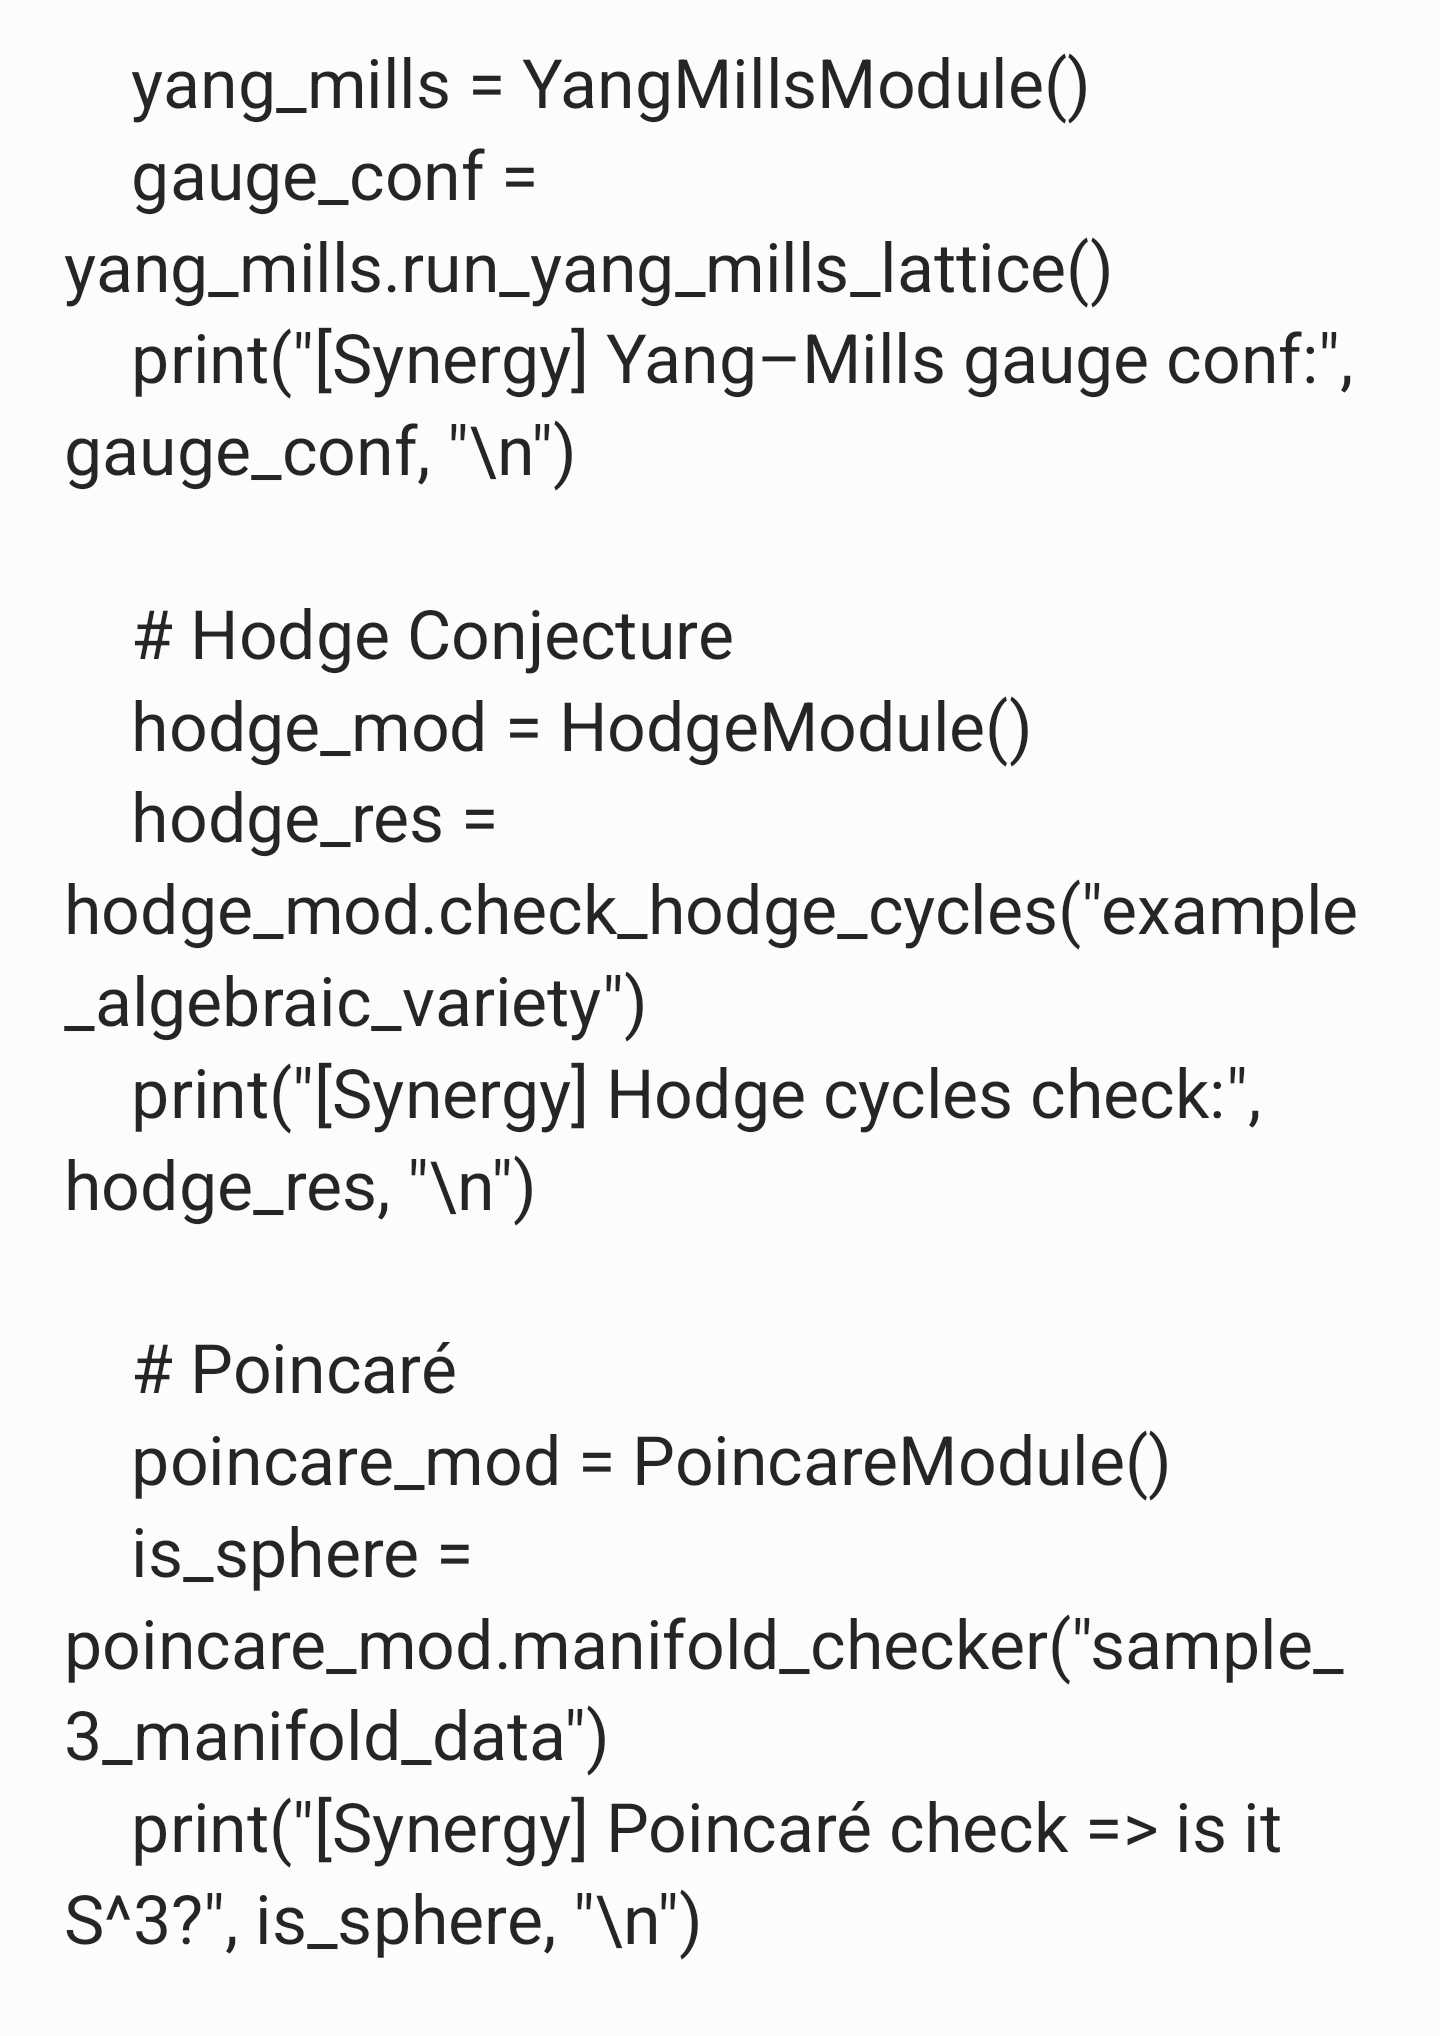 yang_mills = YangMillsModule()
gauge_conf =
yang_mills.run_yang_mills_lattice()
print("[Synergy] Yang–Mills gauge conf:",
gauge_conf, "\n")
# Hodge Conjecture
hodge_mod = HodgeModule()
hodge_res =
hodge_mod.check_hodge_cycles("example
_algebraic_variety")
print("[Synergy] Hodge cycles check:",
hodge_res, "\n")
# Poincaré
poincare_mod = PoincareModule()
is_sphere =
poincare_mod.manifold_checker("sample_
3_manifold_data")
print("[Synergy] Poincaré check => is it
S^3?", is_sphere, "\n")